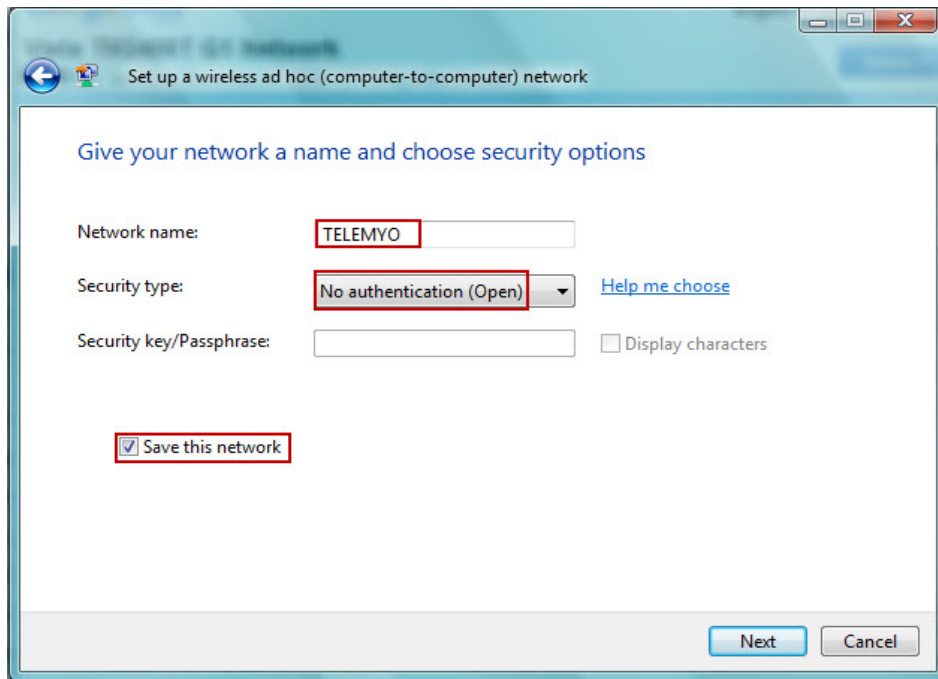 Set up a wireless ad hoc (computer-to-computer) network
Give your network a name and choose security options
Network name:
TELEMYO
Security type:
No authentication (Open)
Help me choose
Security key/Passphrase:
Display characters
Save this network
Next
Cancel